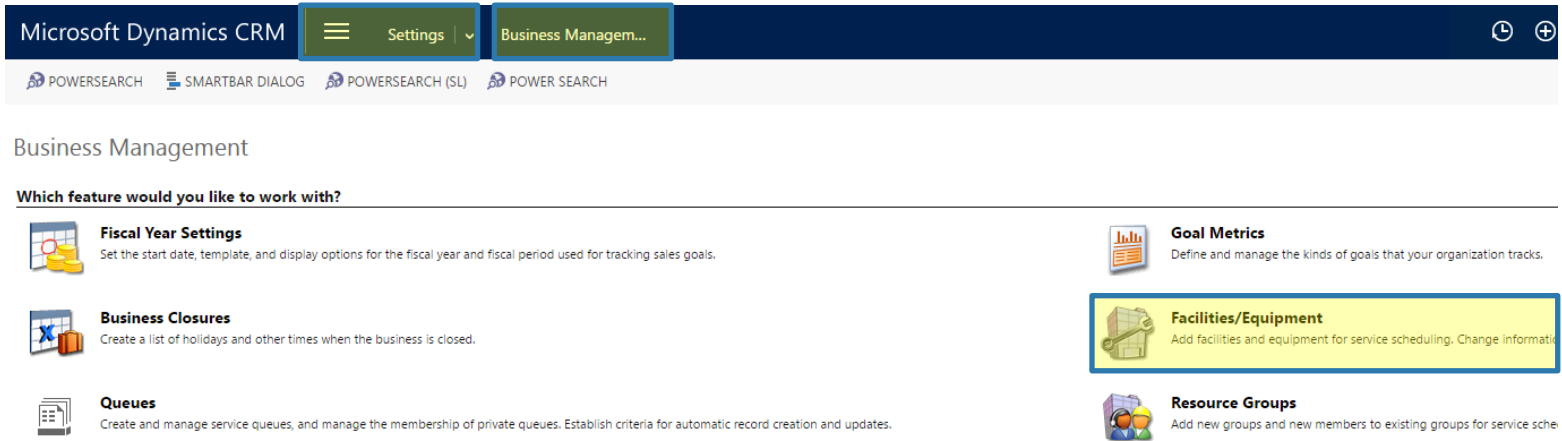 Microsoft Dynamics CRM Settings Business Managem...
POWERSEARCH SMARTBAR DIALOG POWERSEARCH (SL) POWER SEARCH
Business Management
Which feature would you like to work with?
Fiscal Year Settings
Set the start date, template, and display options for the fiscal year and fiscal period used for tracking sales goals.
Goal Metrics
Define and manage the kinds of goals that your organization tracks.
Business Closures
Create a list of holidays and other times when the business is closed.
Facilities/Equipment
Add facilities and equipment for service scheduling. Change informatio
Queues
Create and manage service queues, and manage the membership of private queues. Establish criteria for automatic record creation and updates.
Resource Groups
Add new groups and new members to existing groups for service sche